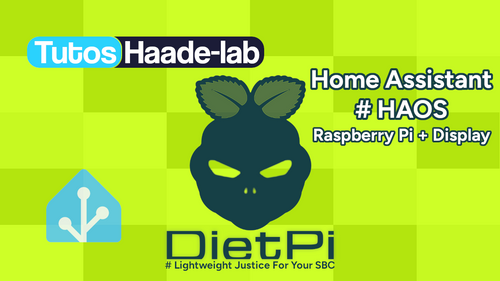 Tutos Haade-lab
Home Assistant
# HAOS
Raspberry Pi + Display
DietPi
# Lightweight Justice For Your SBC